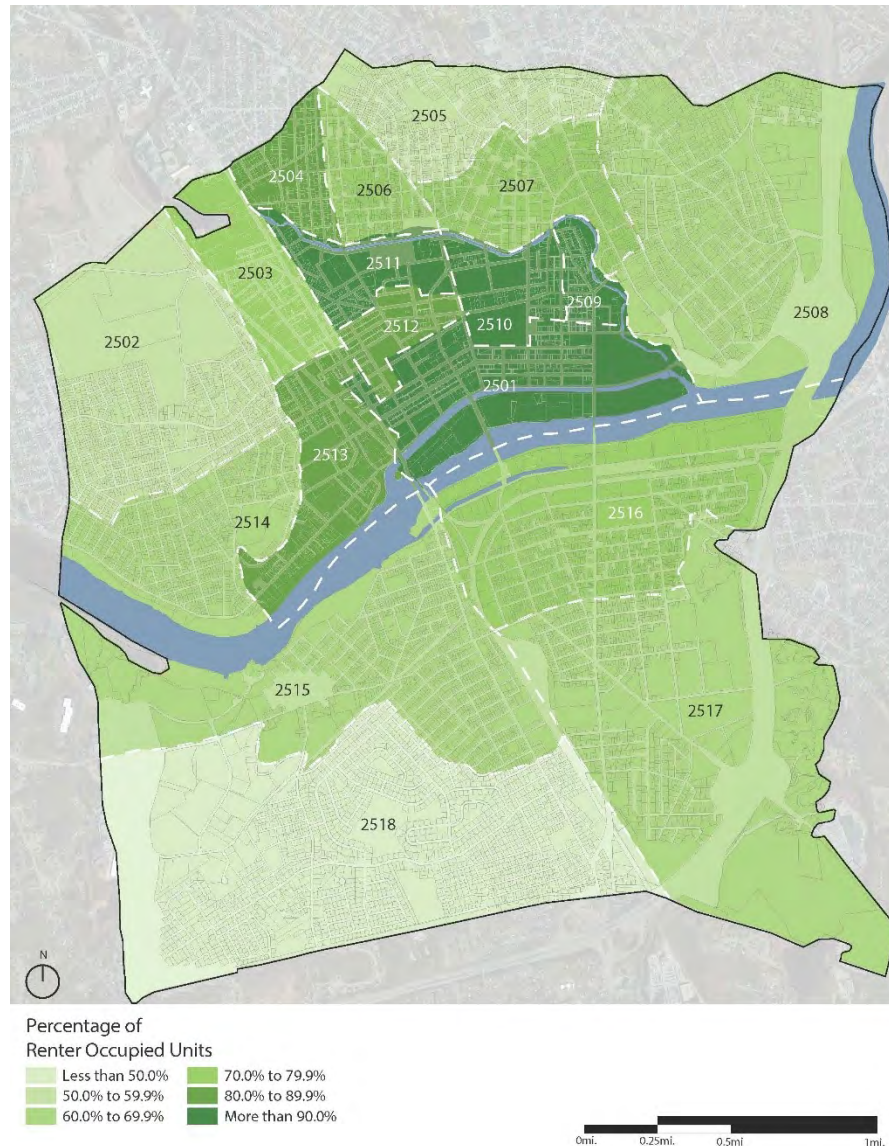 2505
2504
2506
2507
2511
2503
2509
2512
2502
2510
2508
2501
2513
2516
2514
2515
2517
2518
N
Percentage of
Renter Occupied Units
Less than 50.0%
50.0% to 59.9%
60.0% to 69.9%
70.0% to 79.9%
80.0% to 89.9%
More than 90.0%
0mi. 0.25mi. 0.5mi 1mi.